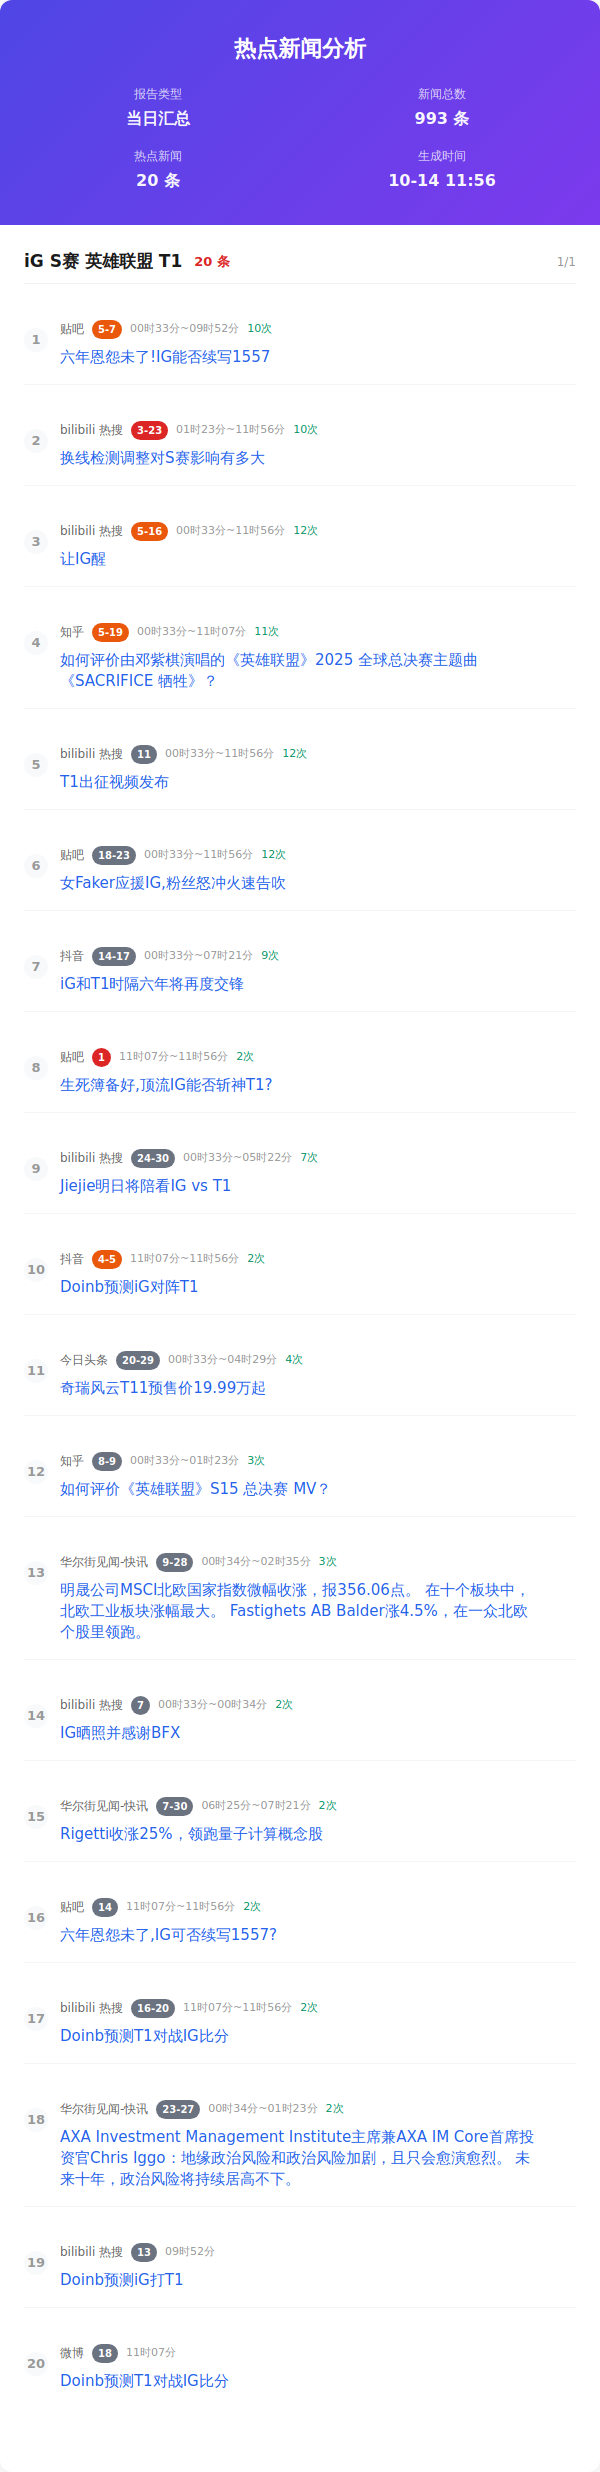 热点新闻分析
报告类型
当日汇总
新闻总数
993 条
热点新闻
20 条
生成时间
10-14 11:56
iG S赛 英雄联盟 T1 20 条 1/1
1
贴吧 5-7 00时33分~09时52分 10次
六年恩怨未了!IG能否续写1557
2
bilibili 热搜 3-23 01时23分~11时56分 10次
换线检测调整对S赛影响有多大
3
bilibili 热搜 5-16 00时33分~11时56分 12次
让IG醒
4
知乎 5-19 00时33分~11时07分 11次
如何评价由邓紫棋演唱的《英雄联盟》2025 全球总决赛主题曲
《SACRIFICE 牺牲》？
5
bilibili 热搜 11 00时33分~11时56分 12次
T1出征视频发布
6
贴吧 18-23 00时33分~11时56分 12次
女Faker应援IG,粉丝怒冲火速告吹
7
抖音 14-17 00时33分~07时21分 9次
iG和T1时隔六年将再度交锋
8
贴吧 1 11时07分~11时56分 2次
生死簿备好,顶流IG能否斩神T1?
9
bilibili 热搜 24-30 00时33分~05时22分 7次
Jiejie明日将陪看IG vs T1
10
抖音 4-5 11时07分~11时56分 2次
Doinb预测iG对阵T1
11
今日头条 20-29 00时33分~04时29分 4次
奇瑞风云T11预售价19.99万起
12
知乎 8-9 00时33分~01时23分 3次
如何评价《英雄联盟》S15 总决赛 MV？
13
华尔街见闻-快讯 9-28 00时34分~02时35分 3次
明晟公司MSCI北欧国家指数微幅收涨，报356.06点。 在十个板块中，
北欧工业板块涨幅最大。 Fastighets AB Balder涨4.5%，在一众北欧
个股里领跑。
14
bilibili 热搜 7 00时33分~00时34分 2次
IG晒照并感谢BFX
15
华尔街见闻-快讯 7-30 06时25分~07时21分 2次
Rigetti收涨25%，领跑量子计算概念股
16
贴吧 14 11时07分~11时56分 2次
六年恩怨未了,IG可否续写1557?
17
bilibili 热搜 16-20 11时07分~11时56分 2次
Doinb预测T1对战IG比分
18
华尔街见闻-快讯 23-27 00时34分~01时23分 2次
AXA Investment Management Institute主席兼AXA IM Core首席投
资官Chris Iggo：地缘政治风险和政治风险加剧，且只会愈演愈烈。 未
来十年，政治风险将持续居高不下。
19
bilibili 热搜 13 09时52分
Doinb预测iG打T1
20
微博 18 11时07分
Doinb预测T1对战IG比分